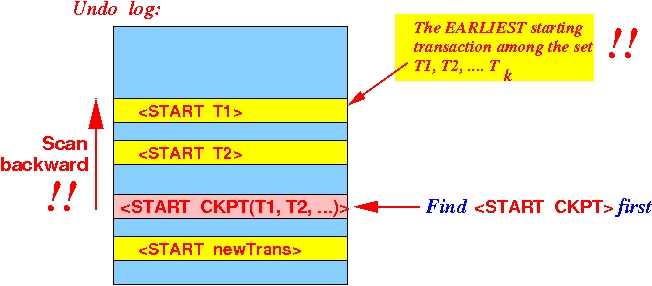 Undo log:
The EARLIEST starting
transaction among the set
T1, T2, .... T k
!!
<START T1>
Scan
backward
!!
<START T2>
<START CKPT(T1, T2, ...)>
Find <START CKPT> first
<START newTrans>